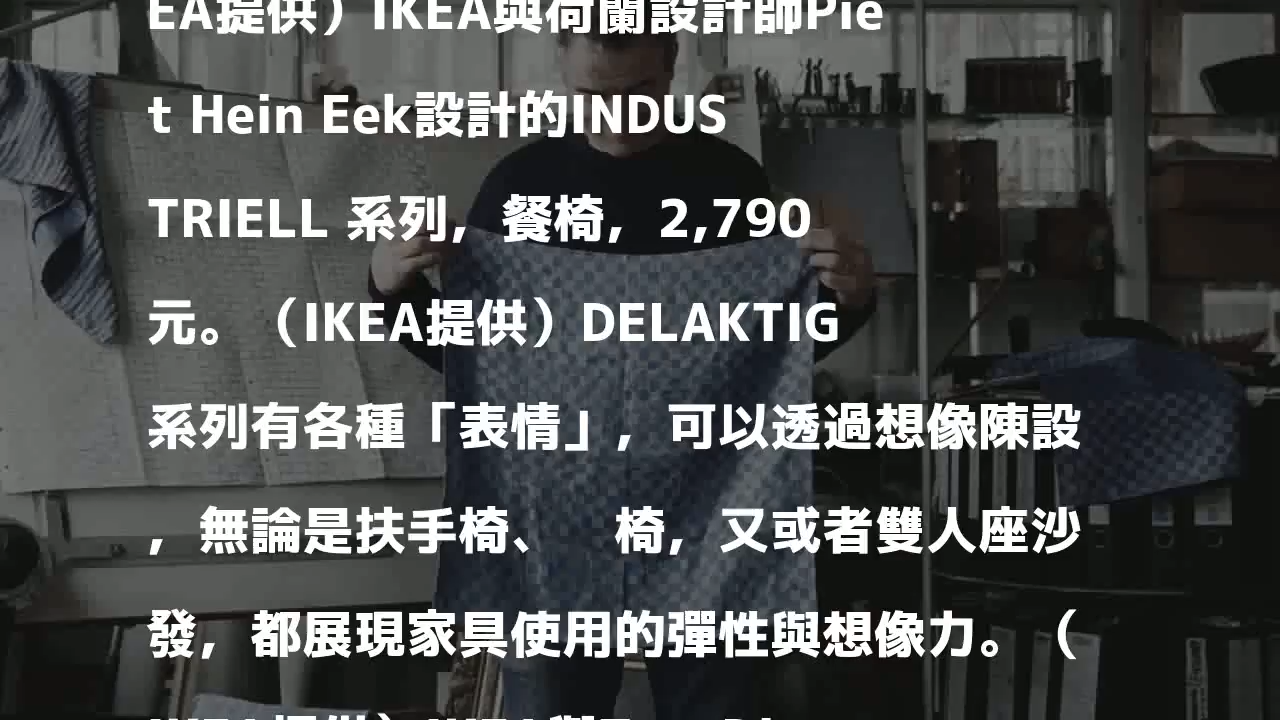 EA提供）IKEA與荷蘭設計師Pie
t Hein Eek設計的INDUS
TRIELL 系列，餐椅，2,790
元。（IKEA提供）DELAKTIG
系列有各種「表情」，可以透過想像陳設
，無論是扶手椅、　椅，又或者雙人座沙
發，都展現家具使用的彈性與想像力。（